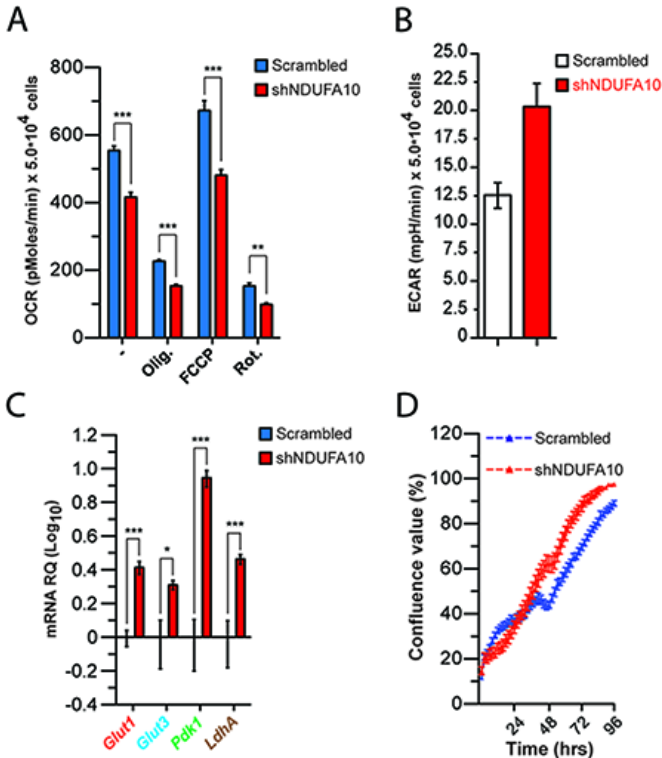 A
Scrambled
shNDUFA10
OCR (pMoles/min) x 5.0•10⁴ cells
800
600
400
200
0
***
***
***
**
-
Olig.
FCCP
Rot.
B
Scrambled
shNDUFA10
ECAR (mpH/min) x 5.0•10⁴ cells
25.0
22.5
20.0
17.5
15.0
12.5
10.0
7.5
5.0
2.5
0
C
Scrambled
shNDUFA10
mRNA RQ (Log₁₀)
1.2
1.0
0.8
0.6
0.4
0.2
0
-0.2
-0.4
***
*
***
***
Glut1
Glut3
Pdk1
LdhA
D
Scrambled
shNDUFA10
Confluence value (%)
120
100
80
60
40
20
0
24
48
72
96
Time (hrs)